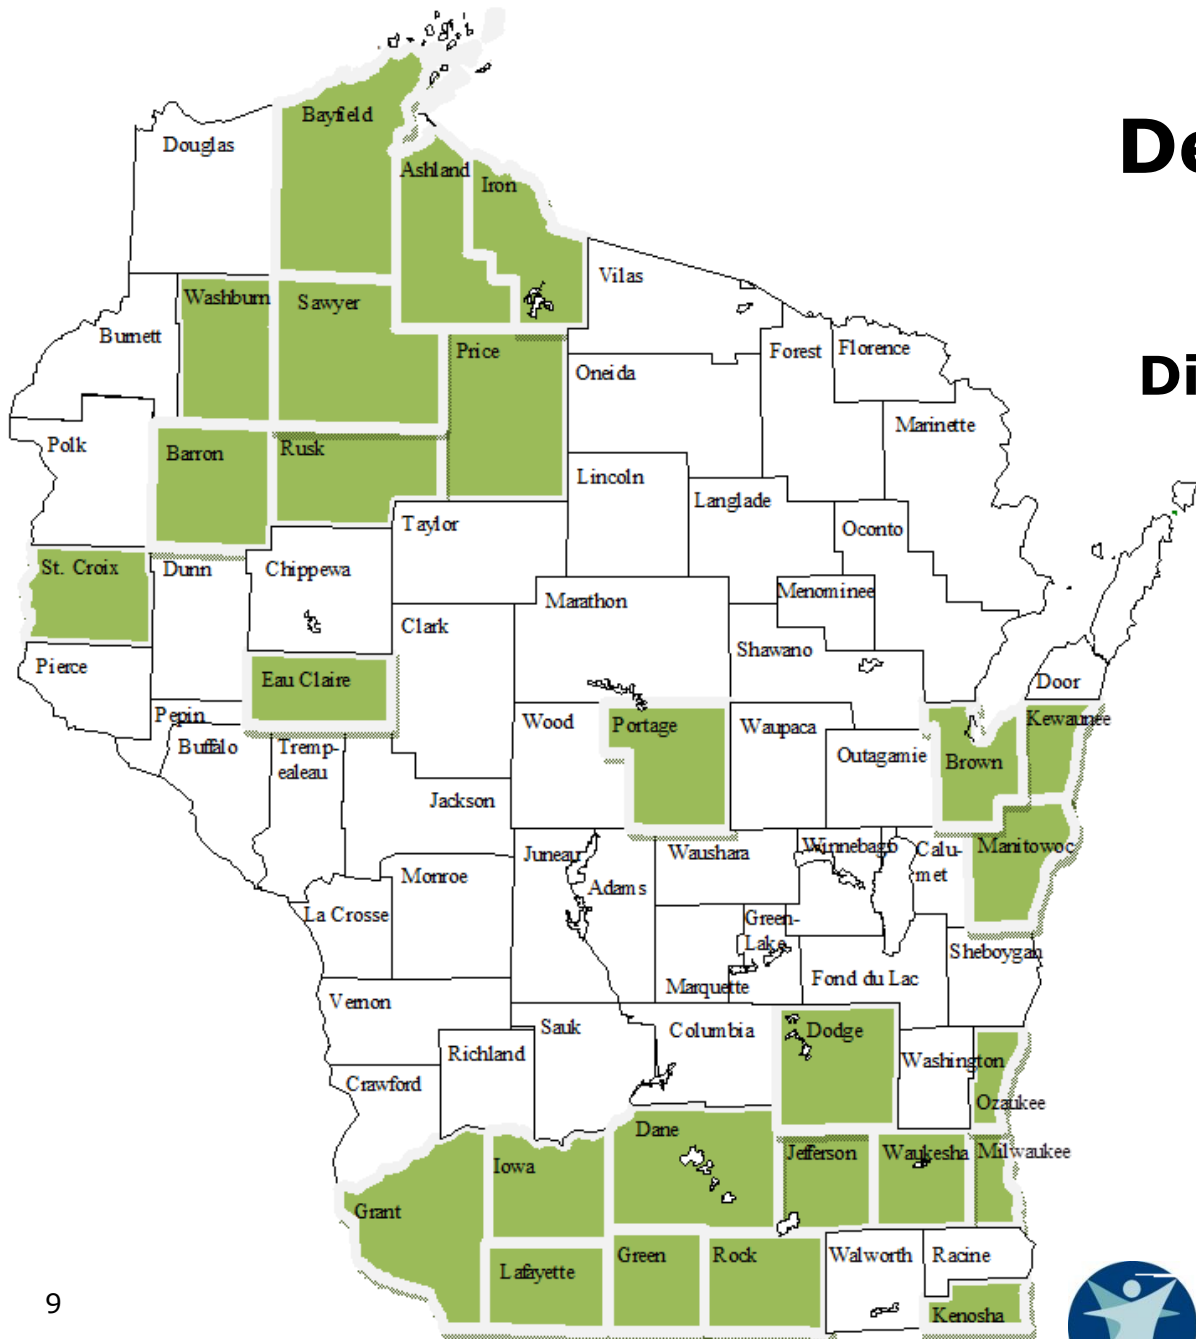 De
Bayfield
Douglas
Ashland
Iron
Vilas
Washburn
Sawyer
Burnett
Price
Forest
Florence
Oneida
Di
Marinette
Polk
Barron
Rusk
Lincoln
Langlade
Taylor
Oconto
St. Croix
Dunn
Chippewa
Menominee
Marathon
Clark
Shawano
Pierce
Eau Claire
Door
Pepin
Wood
Portage
Waupaca
Kewaunee
Buffalo
Tremp-
ealeau
Outagamie
Brown
Jackson
Juneau
Waushara
Winnebago
Calu-
met
Manitowoc
Monroe
Adams
La Crosse
Green-
Lake
Sheboygan
Marquette
Fond du Lac
Vernon
Sauk
Columbia
Dodge
Richland
Washington
Crawford
Ozaukee
Dane
Iowa
Jefferson
Waukesha
Milwaukee
Grant
Lafayette
Green
Rock
Walworth
Racine
Kenosha
9